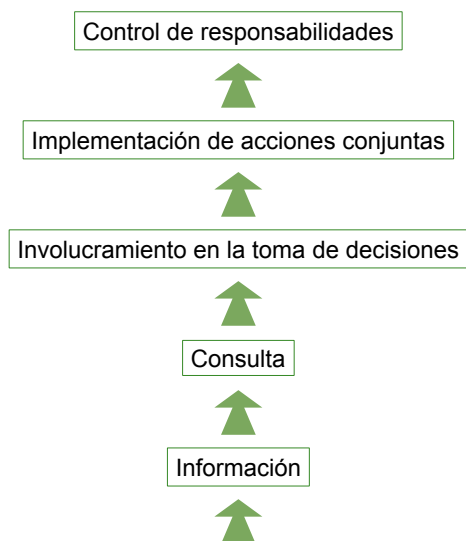 Control de responsabilidades
Implementación de acciones conjuntas
Involucramiento en la toma de decisiones
Consulta
Información